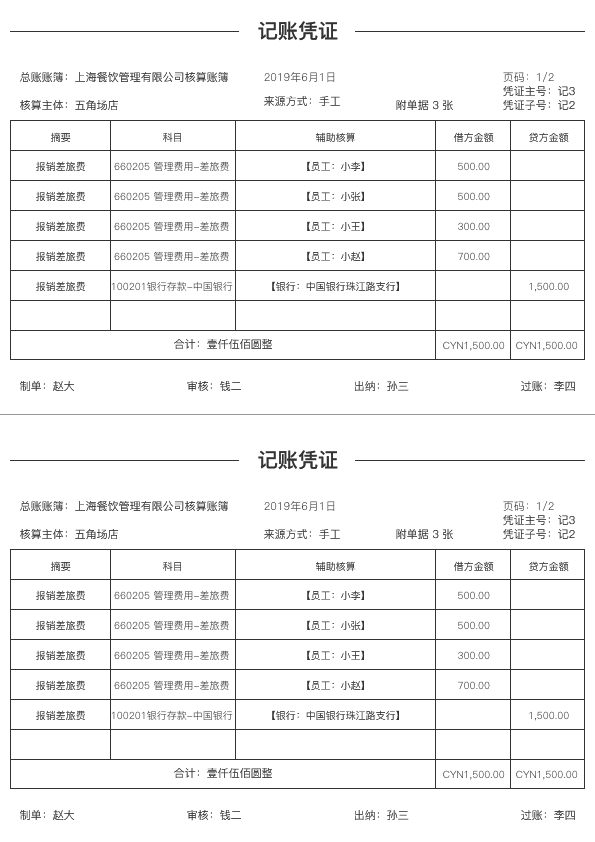 记账凭证
总账账簿：上海餐饮管理有限公司核算账簿 2019年6月1日 页码：1/2
凭证主号：记3
核算主体：五角场店 来源方式：手工 附单据 3 张 凭证子号：记2
摘要 科目 辅助核算 借方金额 贷方金额
报销差旅费 660205 管理费用-差旅费 【员工：小李】 500.00
报销差旅费 660205 管理费用-差旅费 【员工：小张】 500.00
报销差旅费 660205 管理费用-差旅费 【员工：小王】 300.00
报销差旅费 660205 管理费用-差旅费 【员工：小赵】 700.00
报销差旅费 100201银行存款-中国银行 【银行：中国银行珠江路支行】 1,500.00
合计：壹仟伍佰圆整 CYN1,500.00 CYN1,500.00
制单：赵大 审核：钱二 出纳：孙三 过账：李四
记账凭证
总账账簿：上海餐饮管理有限公司核算账簿 2019年6月1日 页码：1/2
凭证主号：记3
核算主体：五角场店 来源方式：手工 附单据 3 张 凭证子号：记2
摘要 科目 辅助核算 借方金额 贷方金额
报销差旅费 660205 管理费用-差旅费 【员工：小李】 500.00
报销差旅费 660205 管理费用-差旅费 【员工：小张】 500.00
报销差旅费 660205 管理费用-差旅费 【员工：小王】 300.00
报销差旅费 660205 管理费用-差旅费 【员工：小赵】 700.00
报销差旅费 100201银行存款-中国银行 【银行：中国银行珠江路支行】 1,500.00
合计：壹仟伍佰圆整 CYN1,500.00 CYN1,500.00
制单：赵大 审核：钱二 出纳：孙三 过账：李四